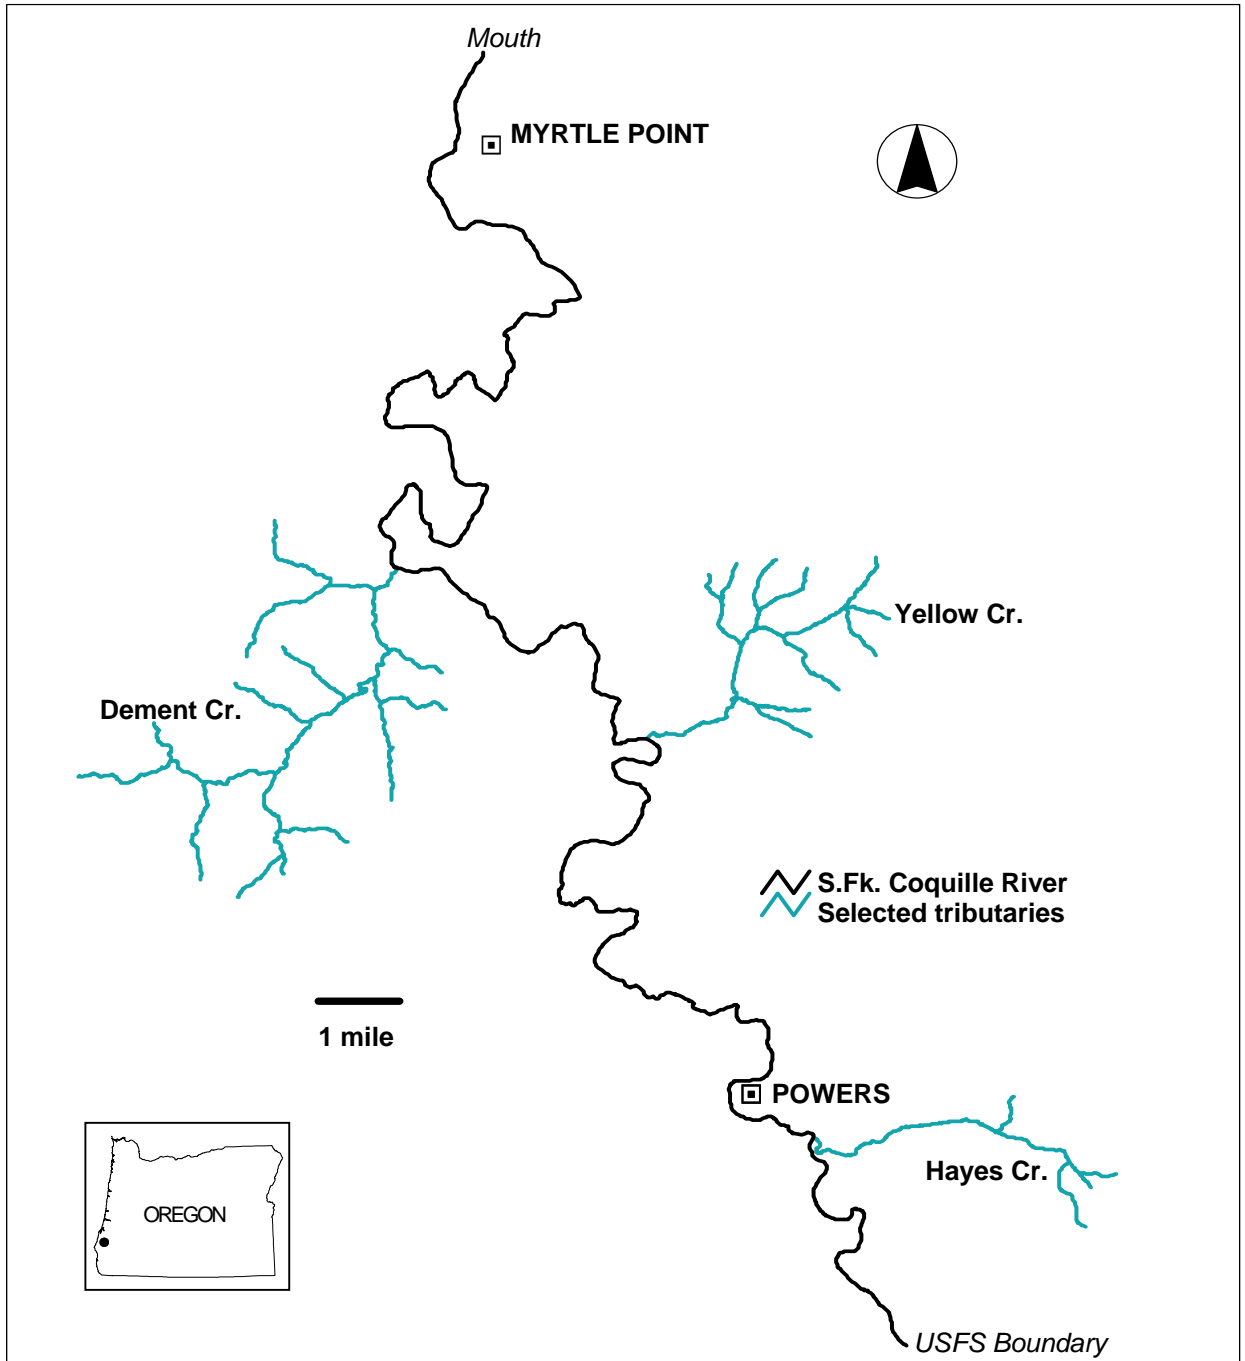 Mouth
MYRTLE POINT
Yellow Cr.
Dement Cr.
S.Fk. Coquille River
Selected tributaries
1 mile
POWERS
Hayes Cr.
OREGON
USFS Boundary